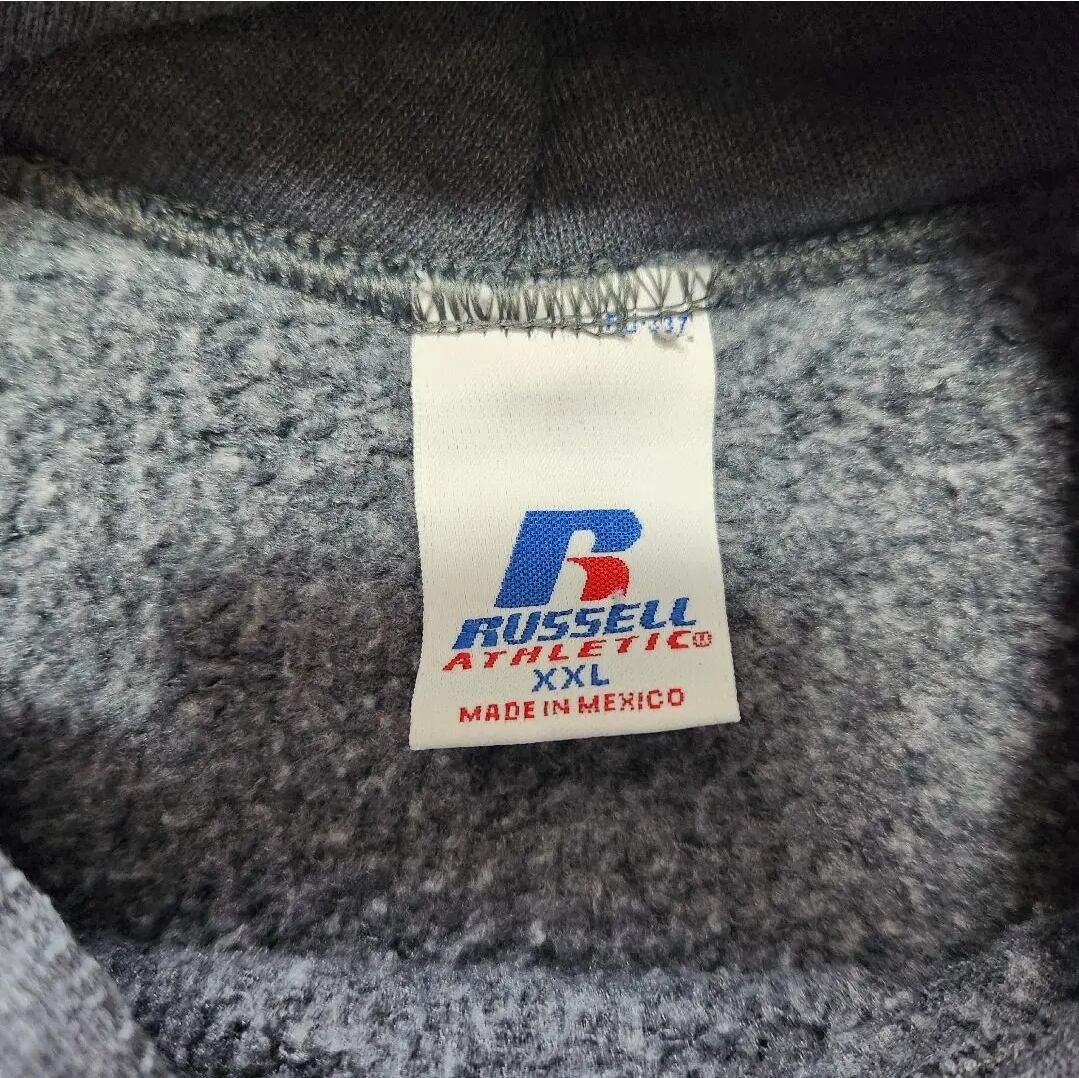 R
RUSSELL
ATHLETIC®
XXL
MADE IN MEXICO